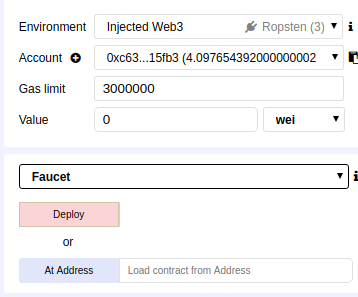 Environment Injected Web3 Ropsten (3) i
Account 0xc63...15fb3 (4.097654392000000002
Gas limit 3000000
Value 0 wei
Faucet i
Deploy
or
At Address Load contract from Address